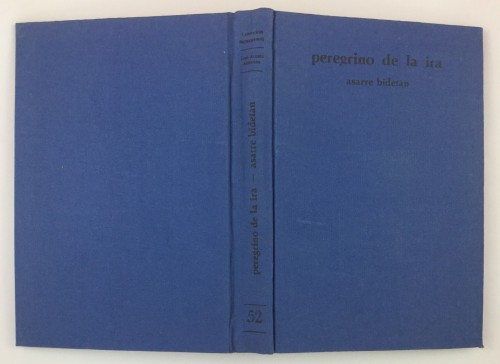 peregrino de la ira
asarre bidetan
peregrino de la ira — asarre bidetan
52